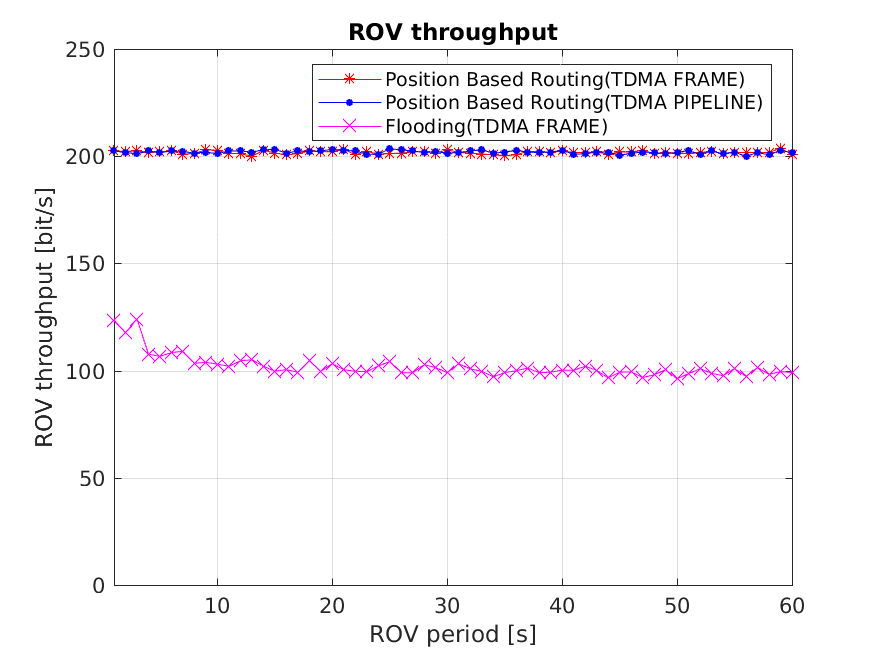 ROV throughput
250
200
150
100
50
0
ROV throughput [bit/s]
Position Based Routing(TDMA FRAME)
Position Based Routing(TDMA PIPELINE)
Flooding(TDMA FRAME)
10 20 30 40 50 60
ROV period [s]